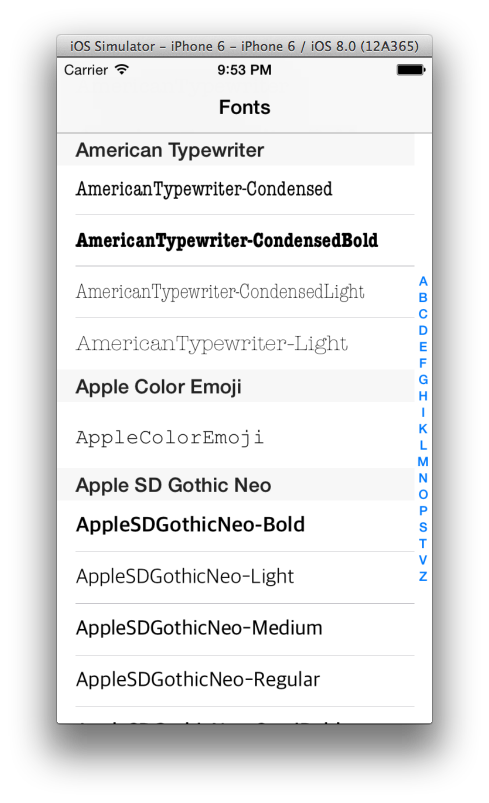 iOS Simulator - iPhone 6 - iPhone 6 / iOS 8.0 (12A365)
Carrier 9:53 PM
Fonts
American Typewriter
AmericanTypewriter-Condensed
AmericanTypewriter-CondensedBold
AmericanTypewriter-CondensedLight
AmericanTypewriter-Light
Apple Color Emoji
AppleColorEmoji
Apple SD Gothic Neo
AppleSDGothicNeo-Bold
AppleSDGothicNeo-Light
AppleSDGothicNeo-Medium
AppleSDGothicNeo-Regular
A
B
C
D
E
F
G
H
I
K
L
M
N
O
P
S
T
V
Z